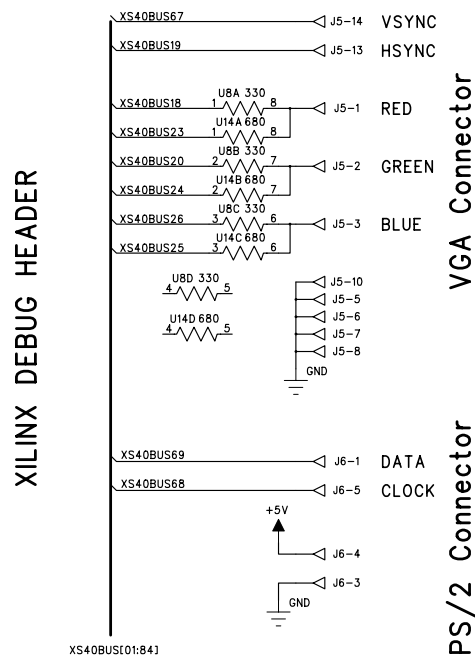 XS40BUS67 J5-14 VSYNC
XS40BUS19 J5-13 HSYNC
U8A 330
XS40BUS18 1 8 J5-1 RED
U14A 680
XS40BUS23 1 8
U8B 330
XS40BUS20 2 7 J5-2 GREEN
U14B 680
XS40BUS24 2 7
U8C 330
XS40BUS26 3 6 J5-3 BLUE
U14C 680
XS40BUS25 3 6
U8D 330
4 5
U14D 680
4 5
J5-10
J5-5
J5-6
J5-7
J5-8
GND
VGA Connector
XILINX DEBUG HEADER
XS40BUS69 J6-1 DATA
XS40BUS68 J6-5 CLOCK
+5V
J6-4
J6-3
GND
PS/2 Connector
XS40BUS[01:84]